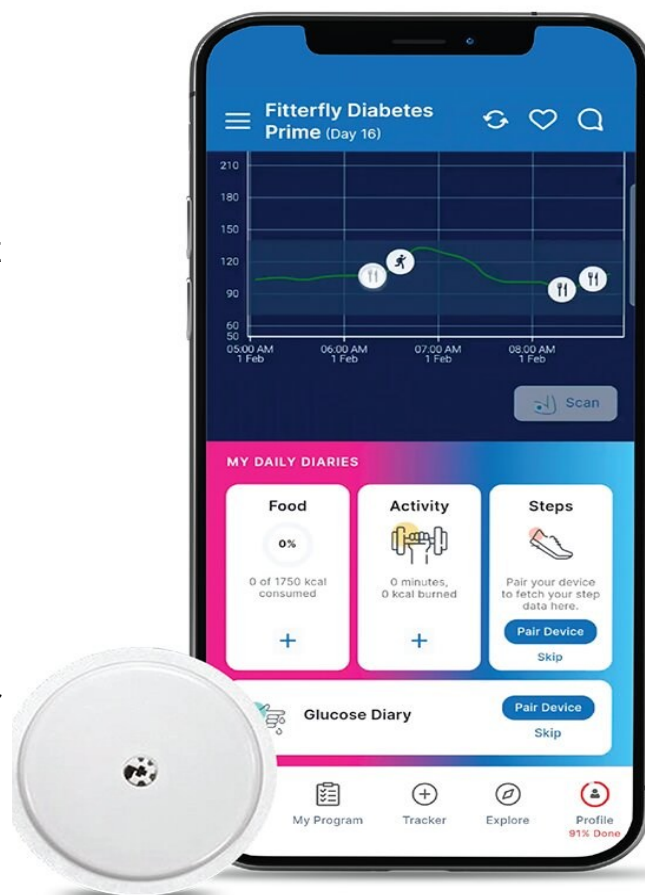 Fitterfly Diabetes
Prime (Day 16)
210
180
150
120
90
60
50
05:00 AM 06:00 AM 07:00 AM 08:00 AM
1 Feb 1 Feb 1 Feb 1 Feb
Scan
MY DAILY DIARIES
Food
0%
0 of 1750 kcal
consumed
+
Activity
0 minutes,
0 kcal burned
+
Steps
Pair your device
to fetch your step
data here.
Pair Device
Skip
Glucose Diary
Pair Device
Skip
My Program
Tracker
Explore
Profile
91% Done